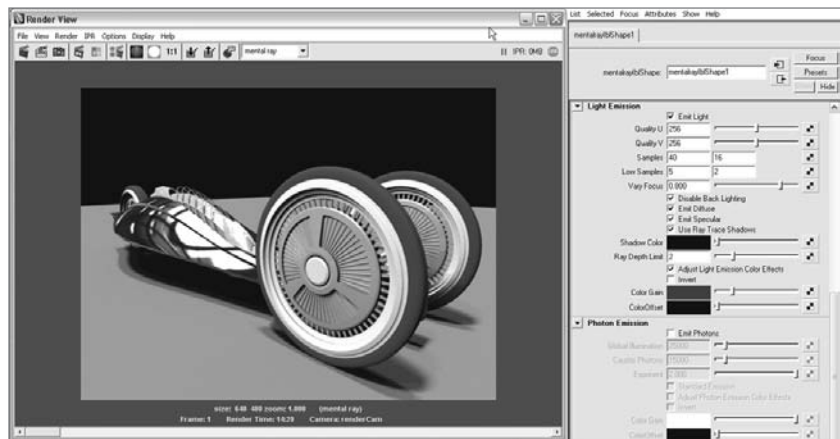 Render View
File View Render IPR Options Display Help
1:1
mental ray
IPR: 0MB
size: 640 480 zoom: 1.000 (mental ray)
Frame: 1 Render Time: 14:29 Camera: renderCam
List Selected Focus Attributes Show Help
mentalrayIblShape1
mentalrayIblShape: mentalrayIblShape1
Focus
Presets
Hide
Light Emission
Emit Light
Quality U 256
Quality V 256
Samples 40 16
Low Samples 5 2
Vary Focus 0.800
Disable Back Lighting
Emit Diffuse
Emit Specular
Use Ray Trace Shadows
Shadow Color
Ray Depth Limit 2
Adjust Light Emission Color Effects
Invert
Color Gain
ColorOffset
Photon Emission
Emit Photons
Global Illumination
Caustic Photons
Exponent 2.000
Standard Emission
Adjust Photon Emission Color Effects
Invert
Color Gain
ColorOffset